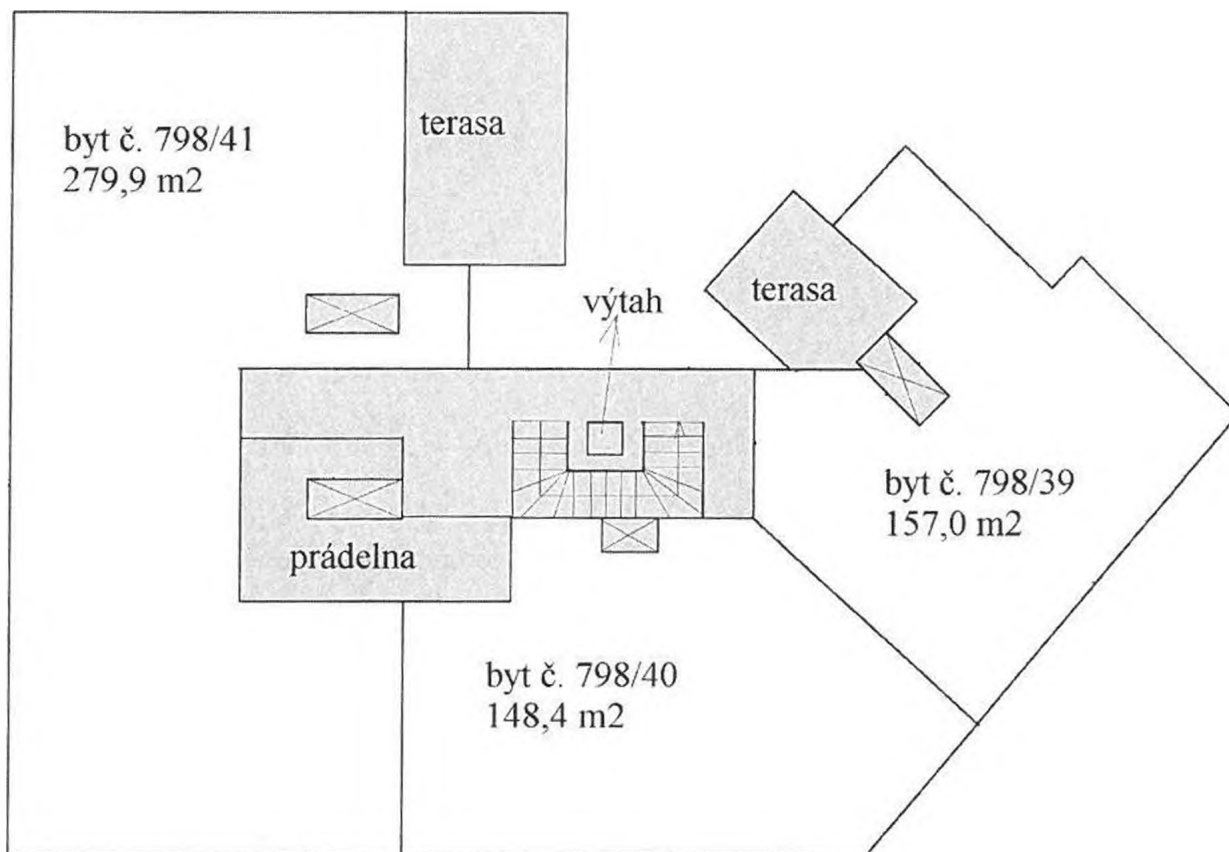 byt č. 798/41
279,9 m2
terasa
terasa
výtah
byt č. 798/39
157,0 m2
prádelna
byt č. 798/40
148,4 m2